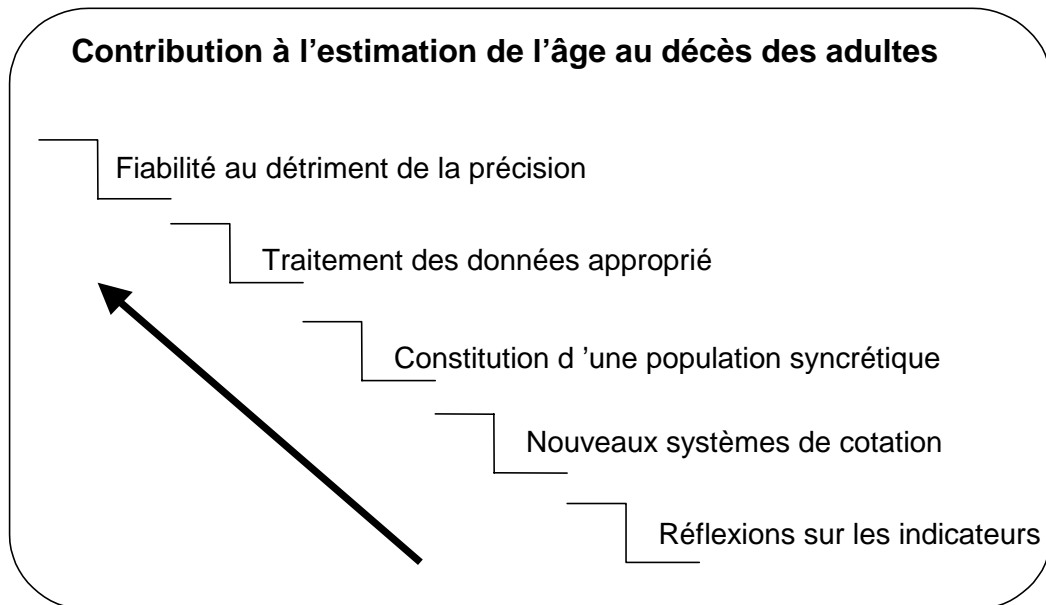 Contribution à l’estimation de l’âge au décès des adultes
Fiabilité au détriment de la précision
Traitement des données approprié
Constitution d ’une population syncrétique
Nouveaux systèmes de cotation
Réflexions sur les indicateurs